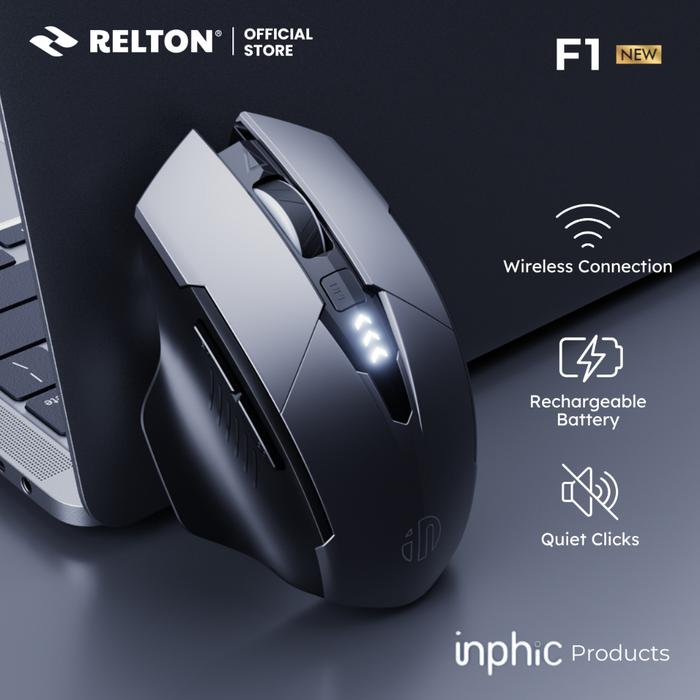 RELTON®
OFFICIAL
STORE
F1 NEW
Wireless Connection
Rechargeable
Battery
Quiet Clicks
inphic Products